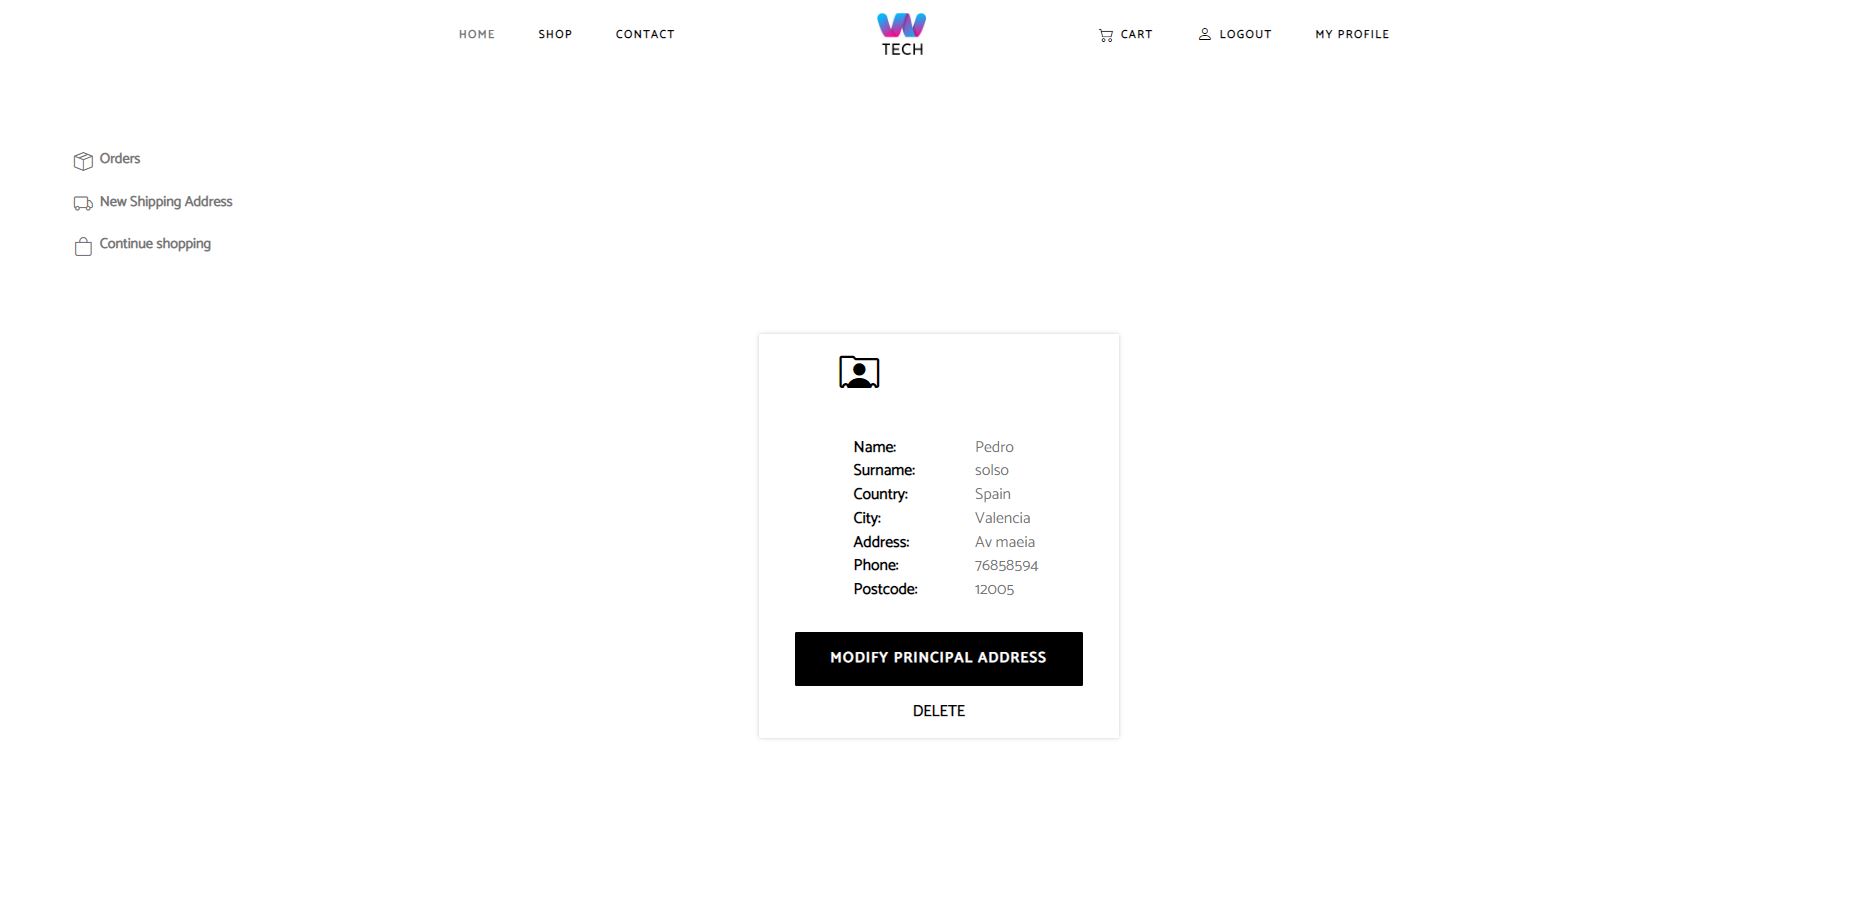 HOME SHOP CONTACT W TECH CART LOGOUT MY PROFILE
Orders
New Shipping Address
Continue shopping
Name: Pedro
Surname: solso
Country: Spain
City: Valencia
Address: Av maeia
Phone: 76858594
Postcode: 12005
MODIFY PRINCIPAL ADDRESS
DELETE